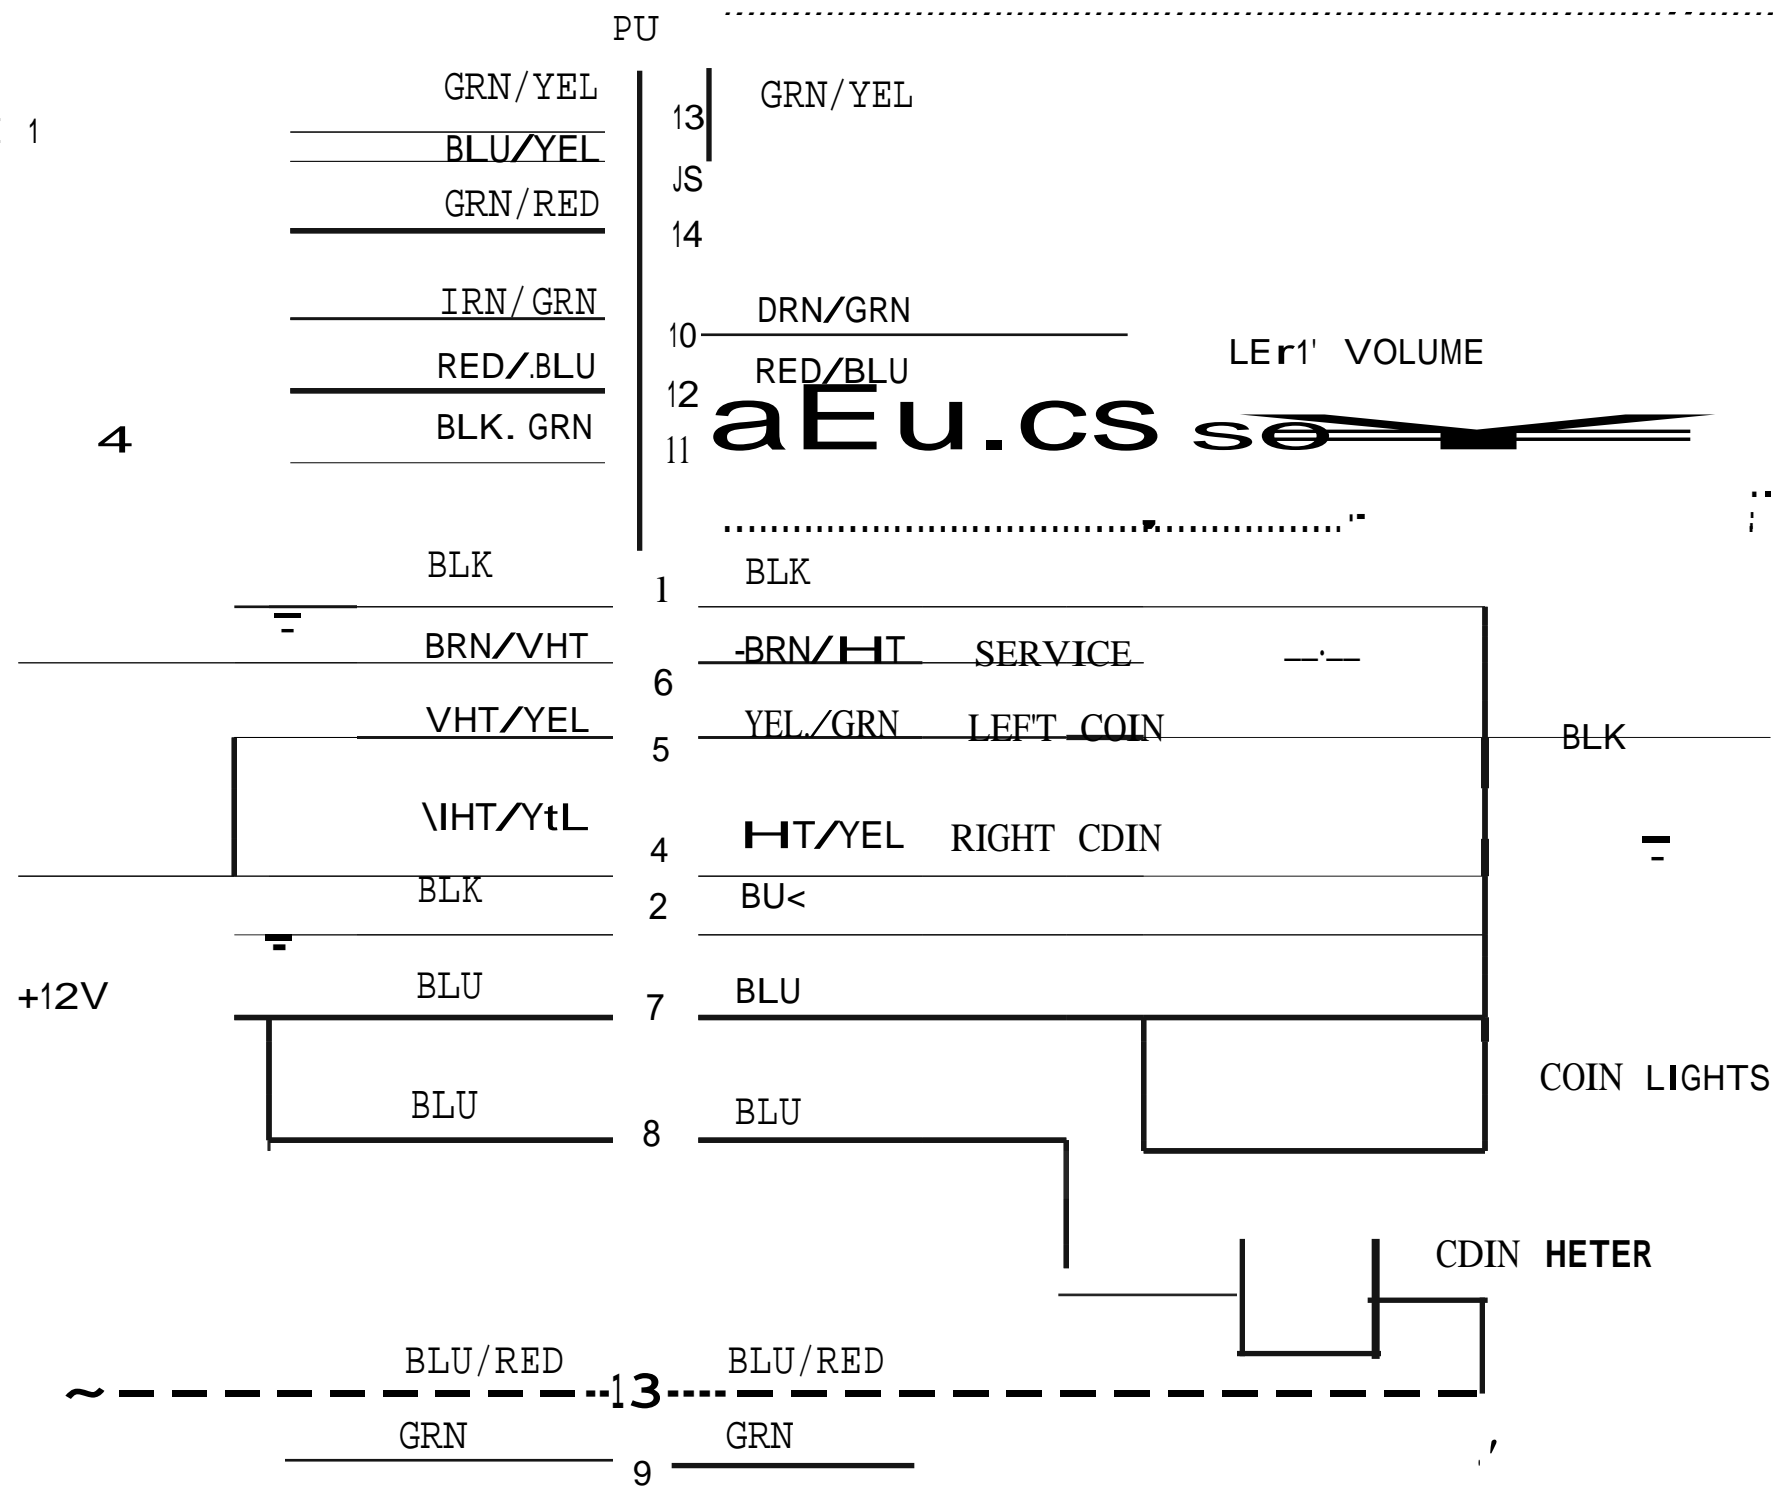 PU
GRN/YEL 13 GRN/YEL
1
BLU/YEL
JS
GRN/RED
14
IRN/GRN DRN/GRN
10
LEr1' VOLUME
RED/.BLU RED/BLU
12
4 BLK. GRN 11 aEu.cs so
BLK 1 BLK
BRN/VHT -BRN/HT SERVICE
6
VHT/YEL YEL./GRN LEF'T COIN
5 BLK
\IHT/YtL HT/YEL RIGHT CDIN
4
BLK 2 BU<
+12V BLU 7 BLU
COIN LIGHTS
BLU 8 BLU
CDIN HETER
BLU/RED BLU/RED
13
GRN GRN
9